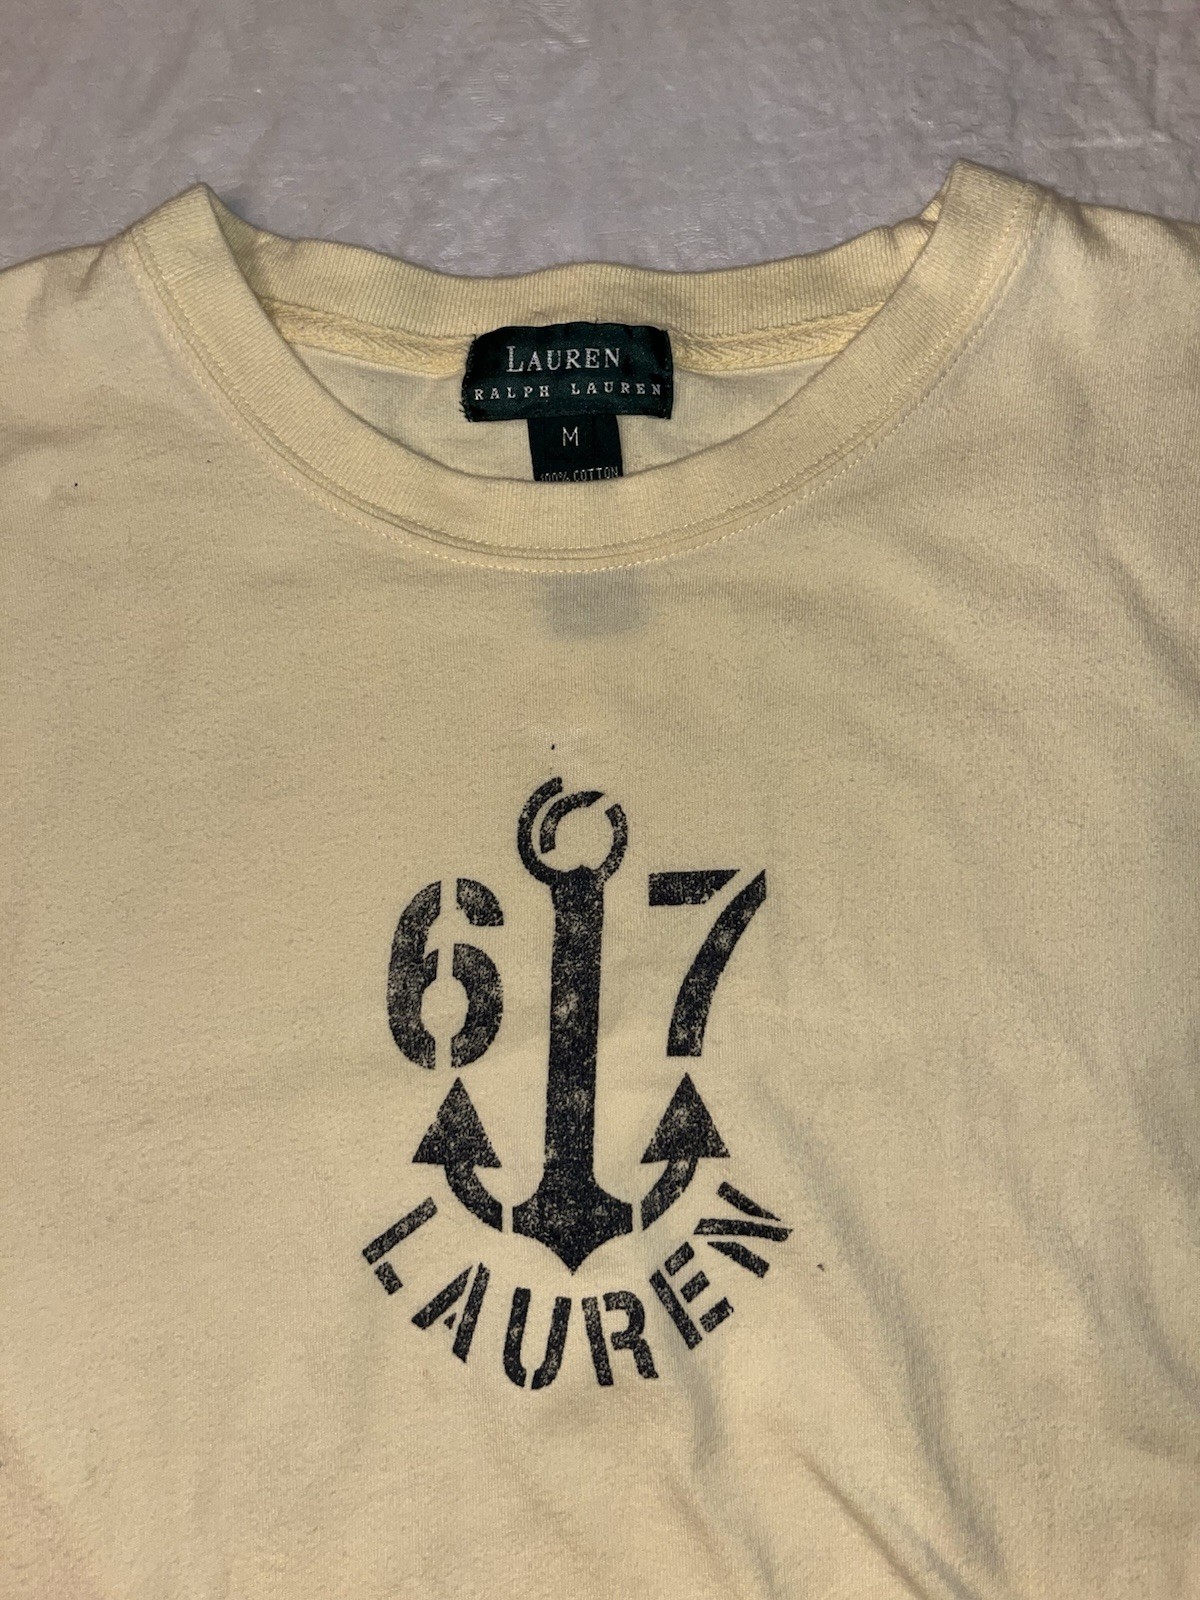 LAUREN
RALPH LAUREN
M
100% COTTON
6 7
LAUREN